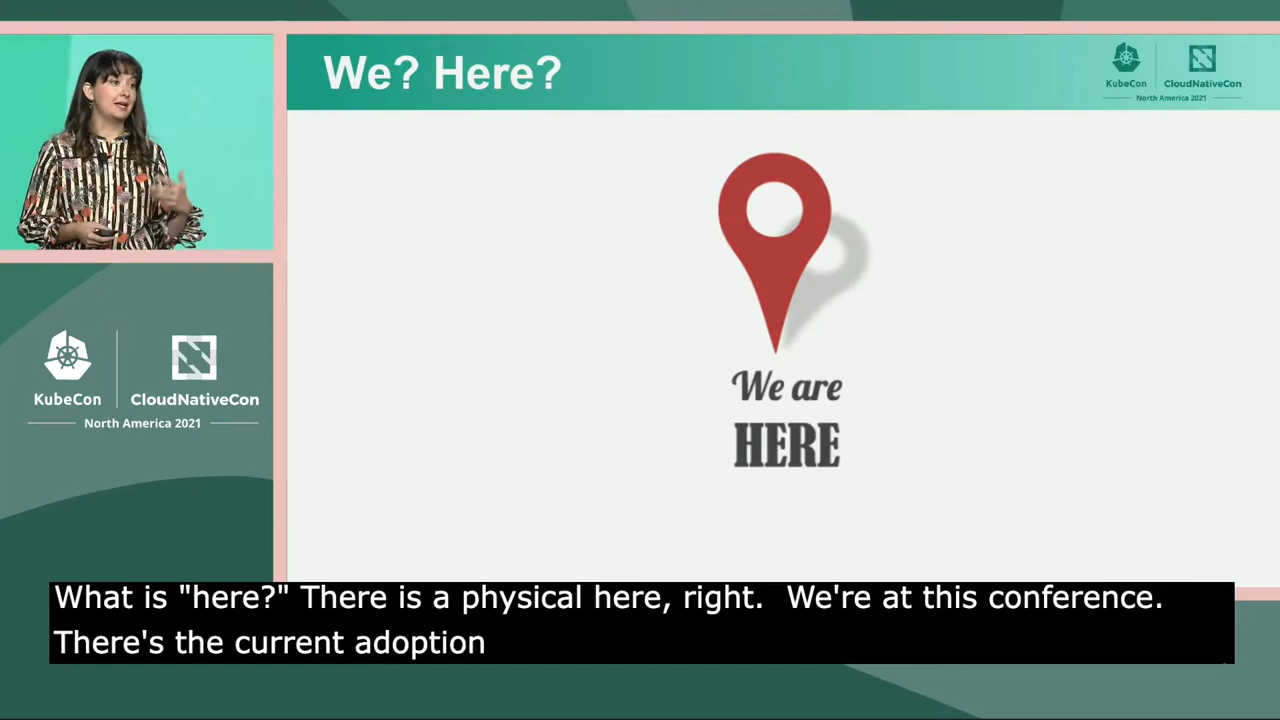 We? Here?
KubeCon
CloudNativeCon
North America 2021
We are
HERE
KubeCon
CloudNativeCon
North America 2021
What is "here?" There is a physical here, right.  We're at this conference.
There's the current adoption